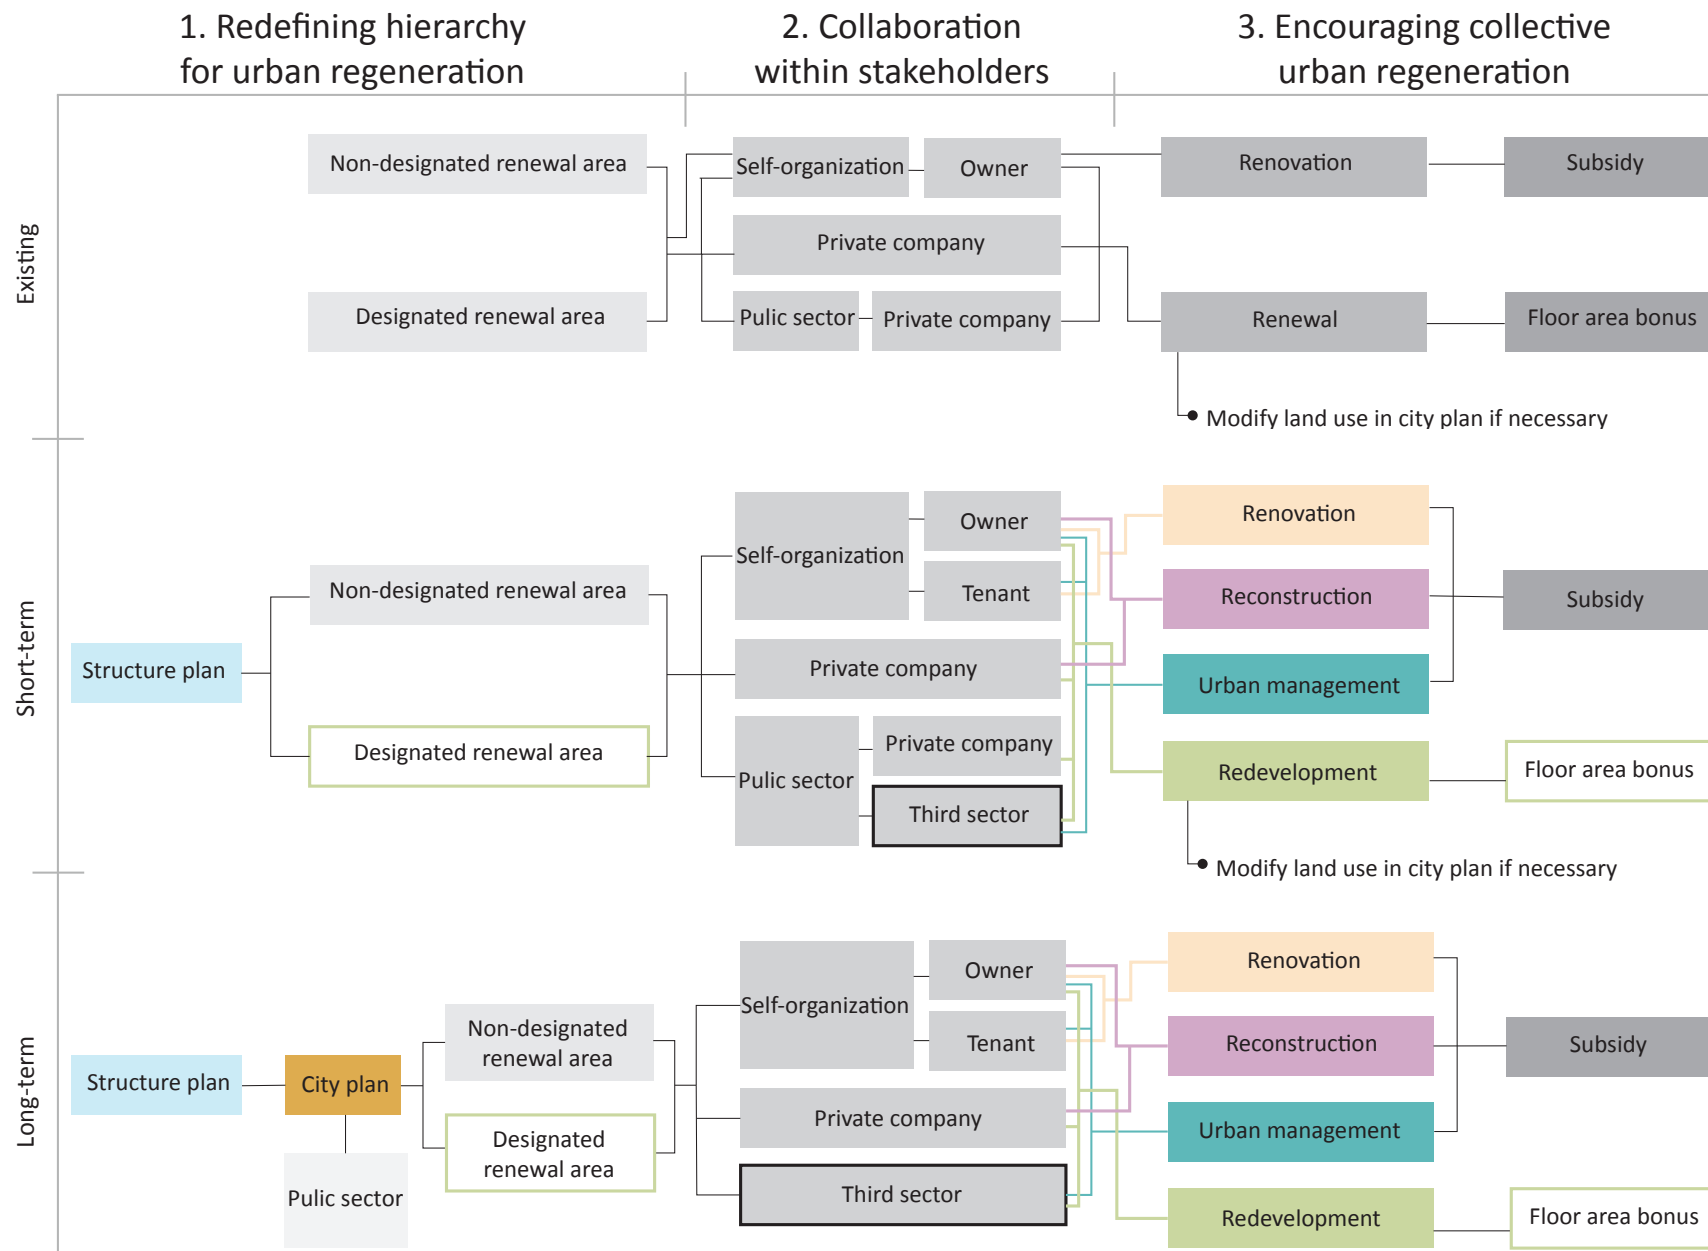 1. Redefining hierarchy
for urban regeneration
2. Collaboration
within stakeholders
3. Encouraging collective
urban regeneration
Existing
Non-designated renewal area
Designated renewal area
Self-organization
Owner
Private company
Pulic sector
Private company
Renovation
Subsidy
Renewal
Floor area bonus
Modify land use in city plan if necessary
Short-term
Structure plan
Non-designated renewal area
Designated renewal area
Self-organization
Owner
Tenant
Private company
Pulic sector
Private company
Third sector
Renovation
Reconstruction
Urban management
Redevelopment
Subsidy
Floor area bonus
Modify land use in city plan if necessary
Long-term
Structure plan
City plan
Pulic sector
Non-designated
renewal area
Designated
renewal area
Self-organization
Owner
Tenant
Private company
Third sector
Renovation
Reconstruction
Urban management
Redevelopment
Subsidy
Floor area bonus